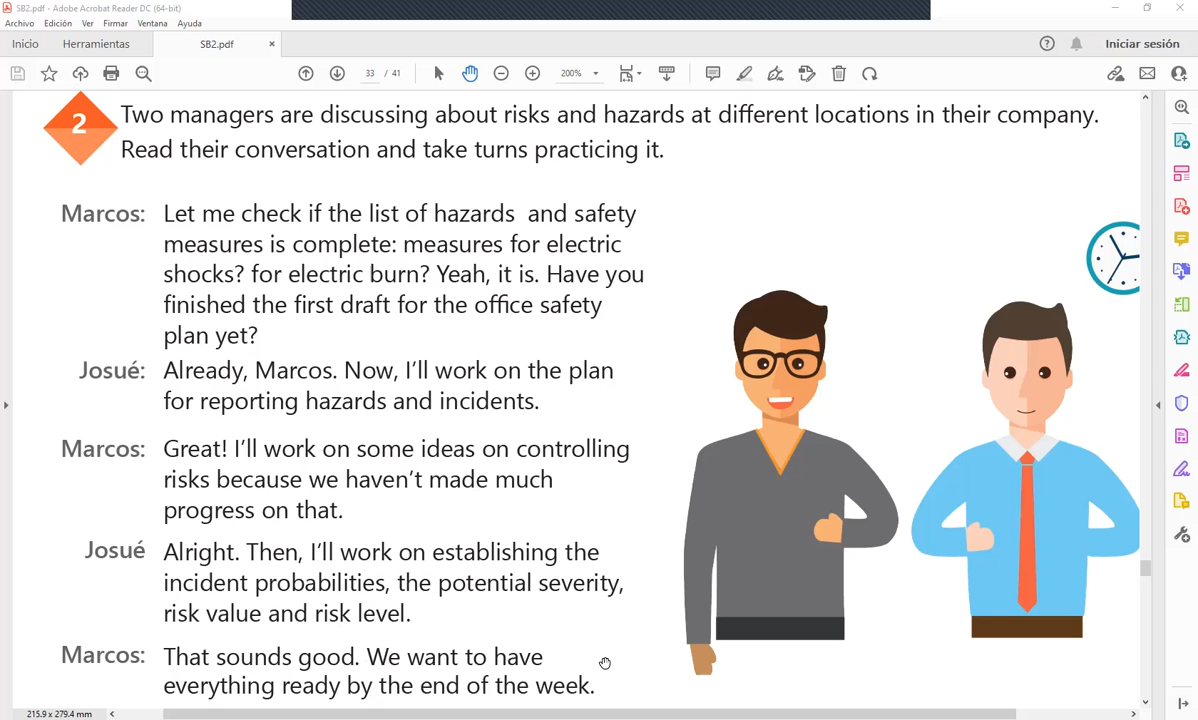 SB2.pdf - Adobe Acrobat Reader DC (64-bit)
Archivo Edición Ver Firmar Ventana Ayuda
Inicio Herramientas SB2.pdf × Iniciar sesión
33 / 41 200%
2 Two managers are discussing about risks and hazards at different locations in their company.
Read their conversation and take turns practicing it.
Marcos: Let me check if the list of hazards and safety
measures is complete: measures for electric
shocks? for electric burn? Yeah, it is. Have you
finished the first draft for the office safety
plan yet?
Josué: Already, Marcos. Now, I'll work on the plan
for reporting hazards and incidents.
Marcos: Great! I'll work on some ideas on controlling
risks because we haven't made much
progress on that.
Josué Alright. Then, I'll work on establishing the
incident probabilities, the potential severity,
risk value and risk level.
Marcos: That sounds good. We want to have
everything ready by the end of the week.
215.9 x 279.4 mm